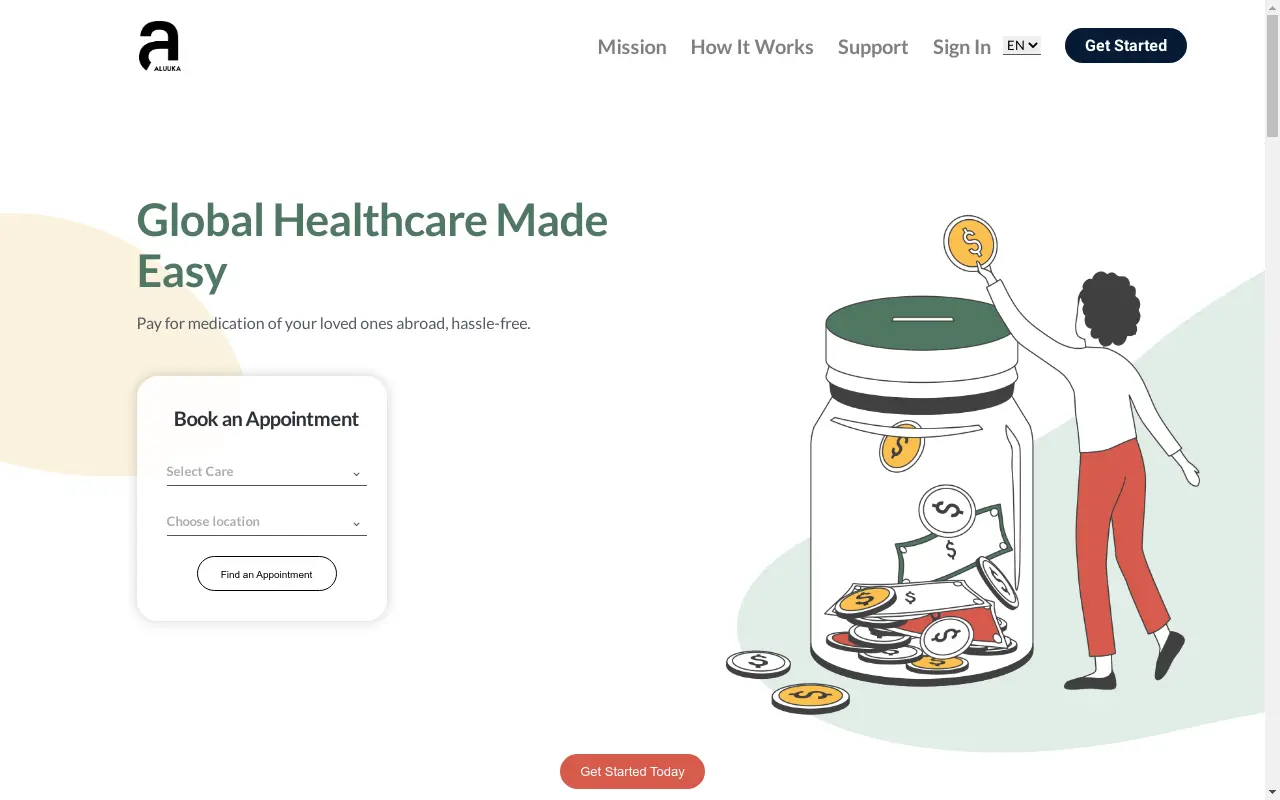 ALUUKA
Mission
How It Works
Support
Sign In
EN
Get Started
Global Healthcare Made
Easy
Pay for medication of your loved ones abroad, hassle-free.
Book an Appointment
Select Care
Choose location
Find an Appointment
$
$
$
$
$
$
$
$
$
$
$
$
$
$
Get Started Today